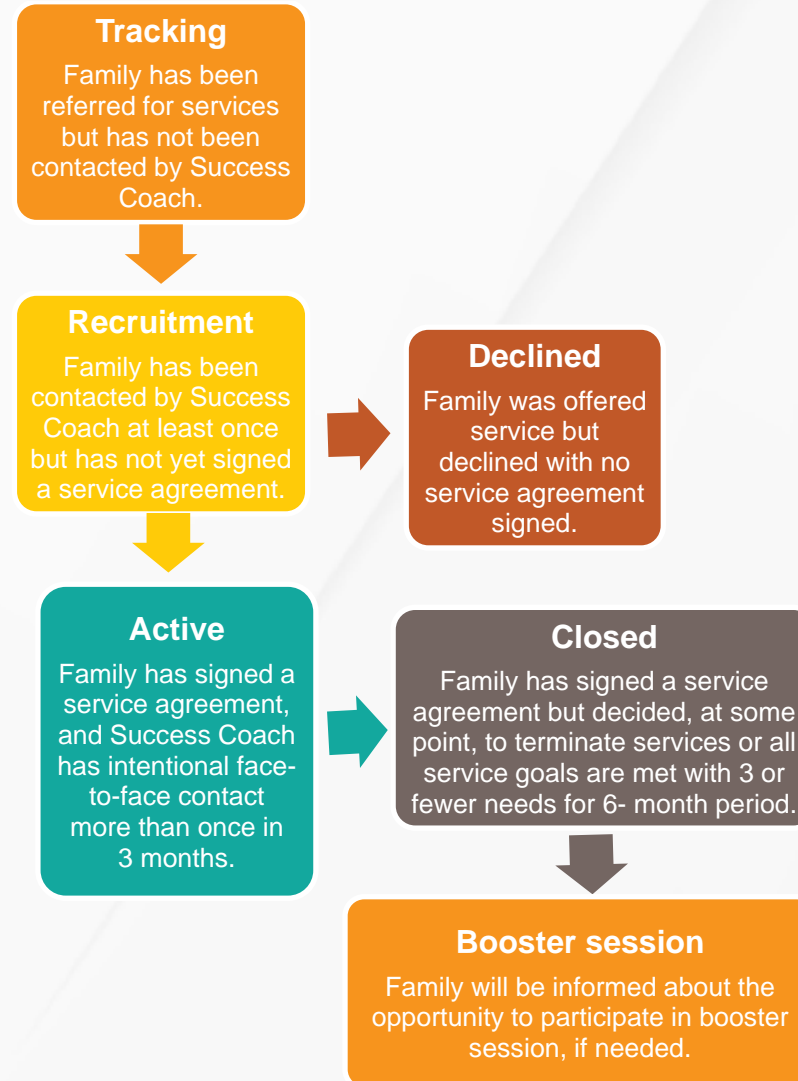 Tracking
Family has been
referred for services
but has not been
contacted by Success
Coach.
Recruitment
Family has been
contacted by Success
Coach at least once
but has not yet signed
a service agreement.
Declined
Family was offered
service but
declined with no
service agreement
signed.
Active
Family has signed a
service agreement,
and Success Coach
has intentional face-
to-face contact
more than once in
3 months.
Closed
Family has signed a service
agreement but decided, at some
point, to terminate services or all
service goals are met with 3 or
fewer needs for 6- month period.
Booster session
Family will be informed about the
opportunity to participate in booster
session, if needed.